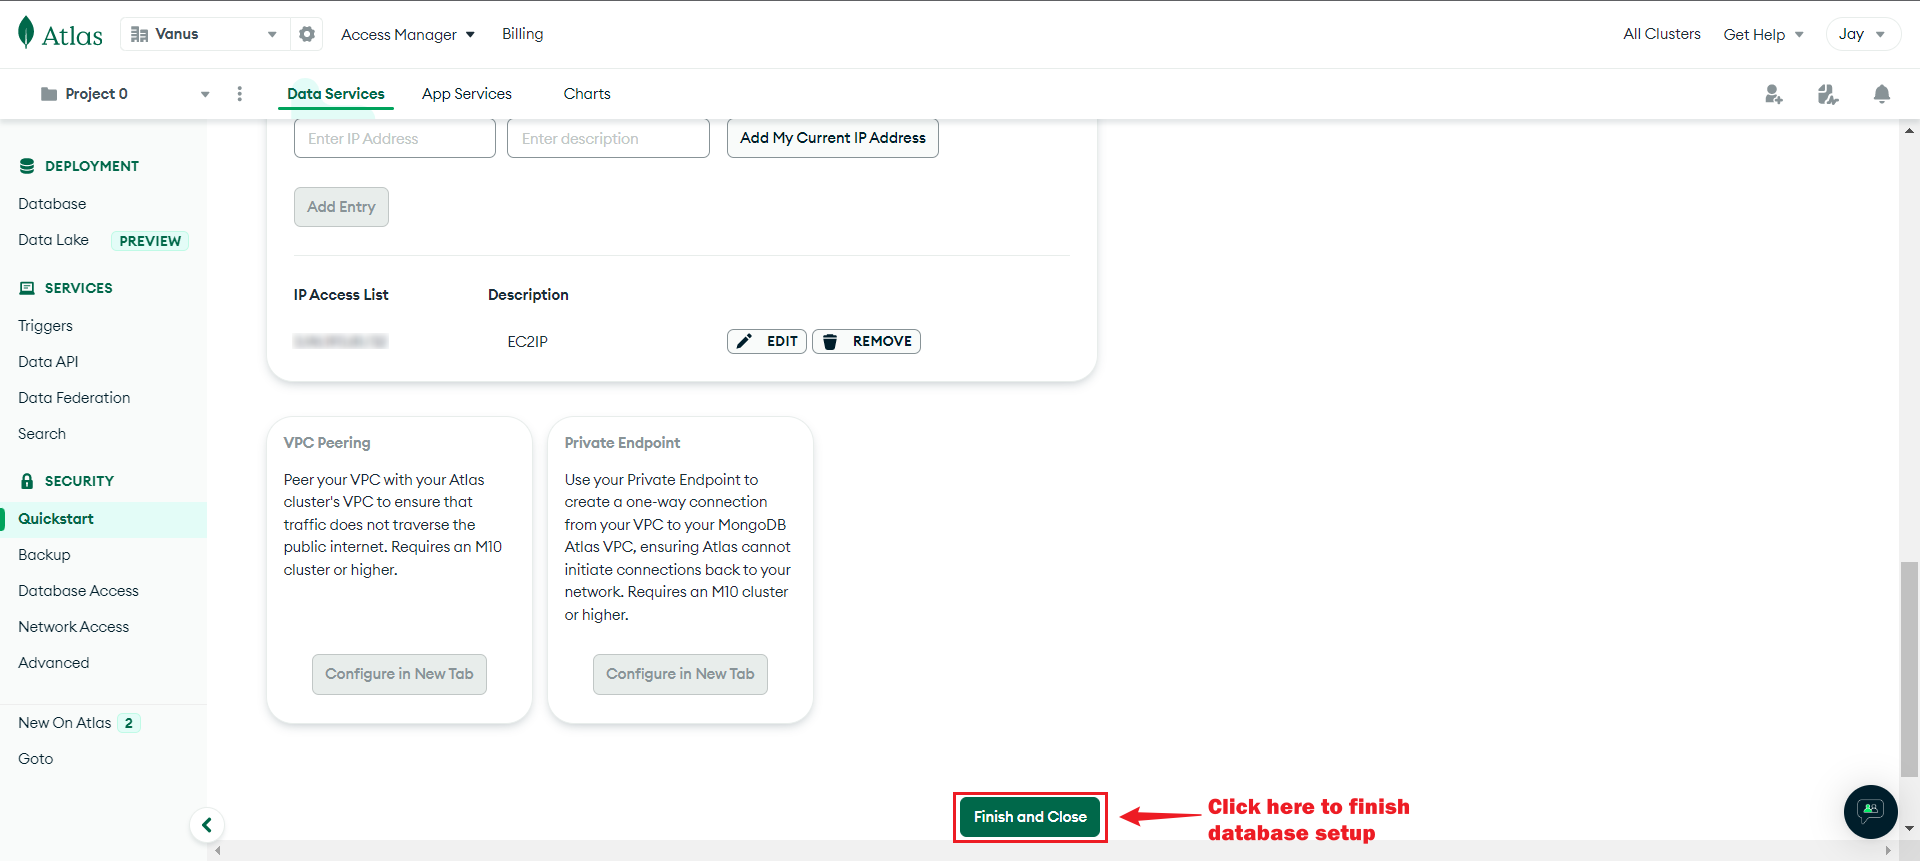 Atlas
Vanus
Access Manager
Billing
All Clusters
Get Help
Jay
Project 0
Data Services
App Services
Charts
DEPLOYMENT
Database
Data Lake PREVIEW
SERVICES
Triggers
Data API
Data Federation
Search
SECURITY
Quickstart
Backup
Database Access
Network Access
Advanced
New On Atlas 2
Goto
Enter IP Address
Enter description
Add My Current IP Address
Add Entry
IP Access List
Description
EC2IP
EDIT
REMOVE
VPC Peering
Peer your VPC with your Atlas
cluster's VPC to ensure that
traffic does not traverse the
public internet. Requires an M10
cluster or higher.
Configure in New Tab
Private Endpoint
Use your Private Endpoint to
create a one-way connection
from your VPC to your MongoDB
Atlas VPC, ensuring Atlas cannot
initiate connections back to your
network. Requires an M10 cluster
or higher.
Configure in New Tab
Finish and Close
Click here to finish
database setup